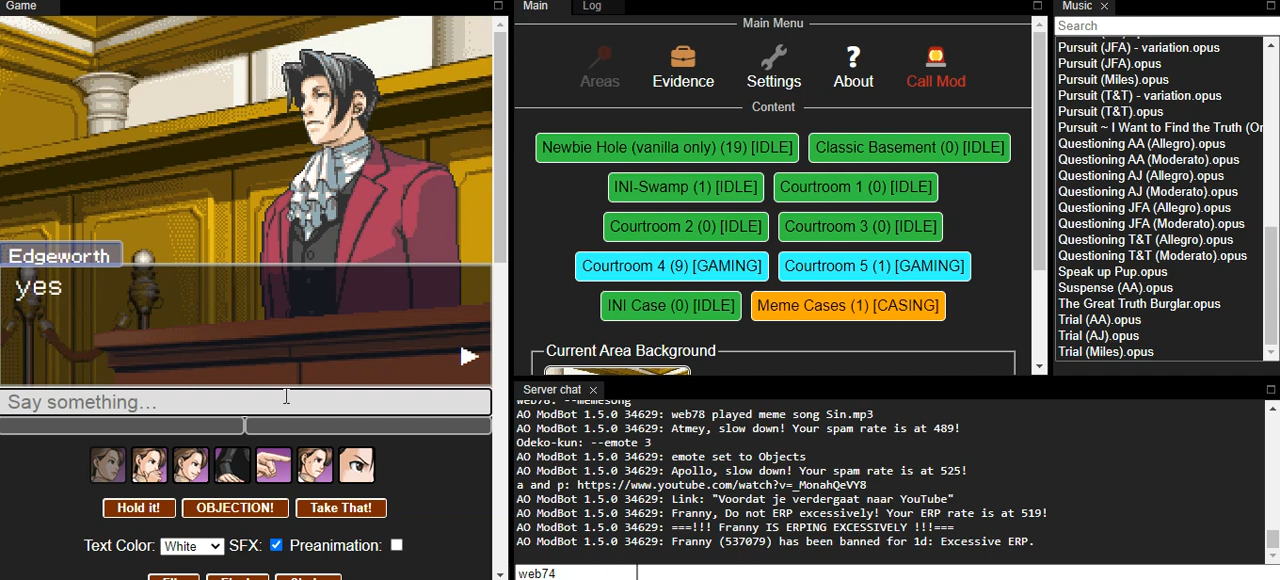 Game
Edgeworth
yes
Say something...
Hold it!
OBJECTION!
Take That!
Text Color:
White
SFX:
Preanimation:
Main
Log
Main Menu
Areas
Evidence
Settings
About
Call Mod
Content
Newbie Hole (vanilla only) (19) [IDLE]
Classic Basement (0) [IDLE]
INI-Swamp (1) [IDLE]
Courtroom 1 (0) [IDLE]
Courtroom 2 (0) [IDLE]
Courtroom 3 (0) [IDLE]
Courtroom 4 (9) [GAMING]
Courtroom 5 (1) [GAMING]
INI Case (0) [IDLE]
Meme Cases (1) [CASING]
Current Area Background
Music
Search
Pursuit (JFA) - variation.opus
Pursuit (JFA).opus
Pursuit (Miles).opus
Pursuit (T&T) - variation.opus
Pursuit (T&T).opus
Pursuit ~ I Want to Find the Truth (Or
Questioning AA (Allegro).opus
Questioning AA (Moderato).opus
Questioning AJ (Allegro).opus
Questioning AJ (Moderato).opus
Questioning JFA (Allegro).opus
Questioning JFA (Moderato).opus
Questioning T&T (Allegro).opus
Questioning T&T (Moderato).opus
Speak up Pup.opus
Suspense (AA).opus
The Great Truth Burglar.opus
Trial (AA).opus
Trial (AJ).opus
Trial (Miles).opus
Server chat
web78: --memesong
AO ModBot 1.5.0 34629: web78 played meme song Sin.mp3
AO ModBot 1.5.0 34629: Atmey, slow down! Your spam rate is at 489!
Odeko-kun: --emote 3
AO ModBot 1.5.0 34629: emote set to Objects
AO ModBot 1.5.0 34629: Apollo, slow down! Your spam rate is at 525!
a and p: https://www.youtube.com/watch?v=_MonahQeVY8
AO ModBot 1.5.0 34629: Link: "Voordat je verdergaat naar YouTube"
AO ModBot 1.5.0 34629: Franny, Do not ERP excessively! Your ERP rate is at 519!
AO ModBot 1.5.0 34629: ===!!! Franny IS ERPING EXCESSIVELY !!!===
AO ModBot 1.5.0 34629: Franny (537079) has been banned for 1d: Excessive ERP.
web74